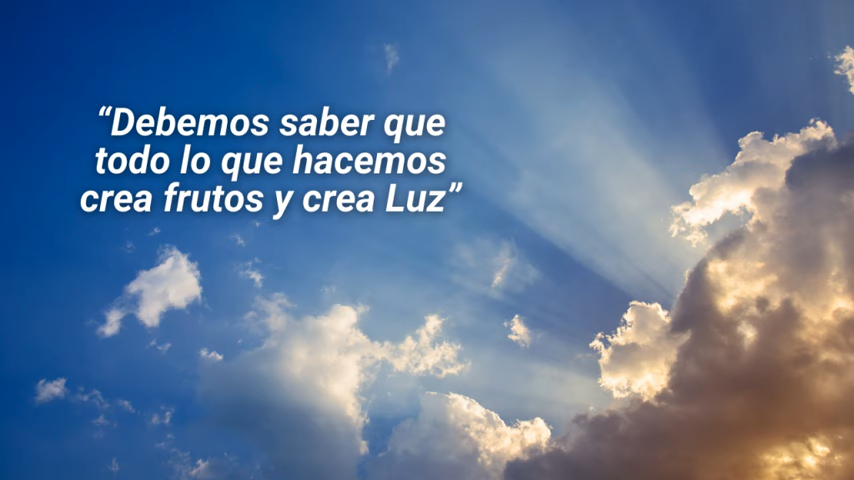 “Debemos saber que
todo lo que hacemos
crea frutos y crea Luz”